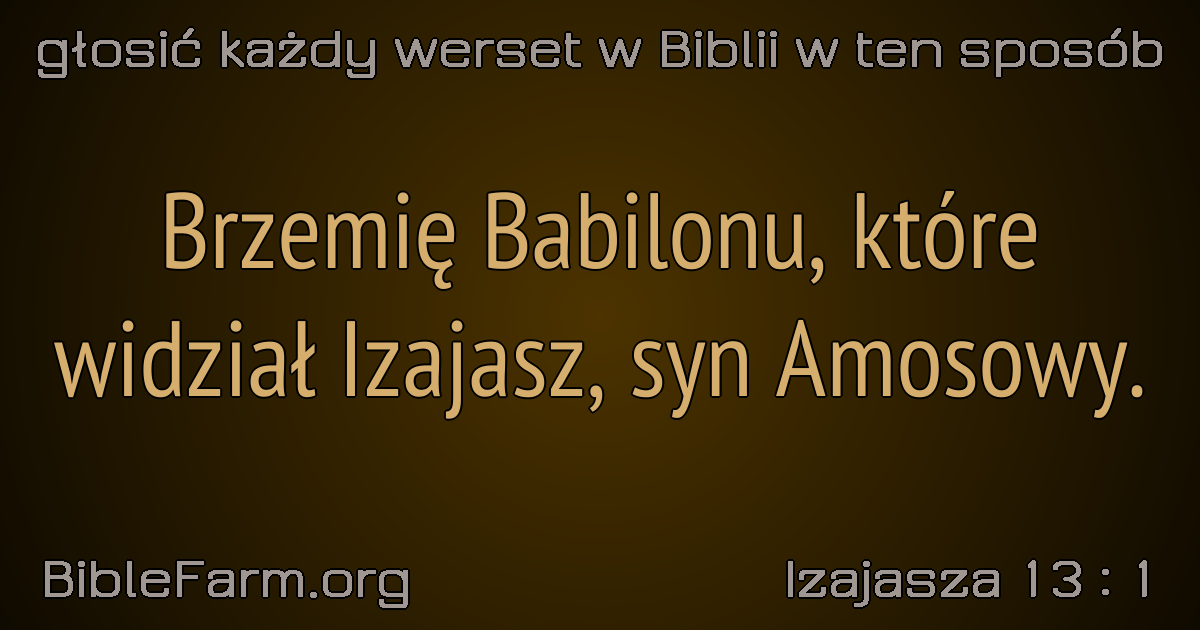 głosić każdy werset w Biblii w ten sposób
Brzemię Babilonu, które
widział Izajasz, syn Amosowy.
BibleFarm.org
Izajasza 13 : 1